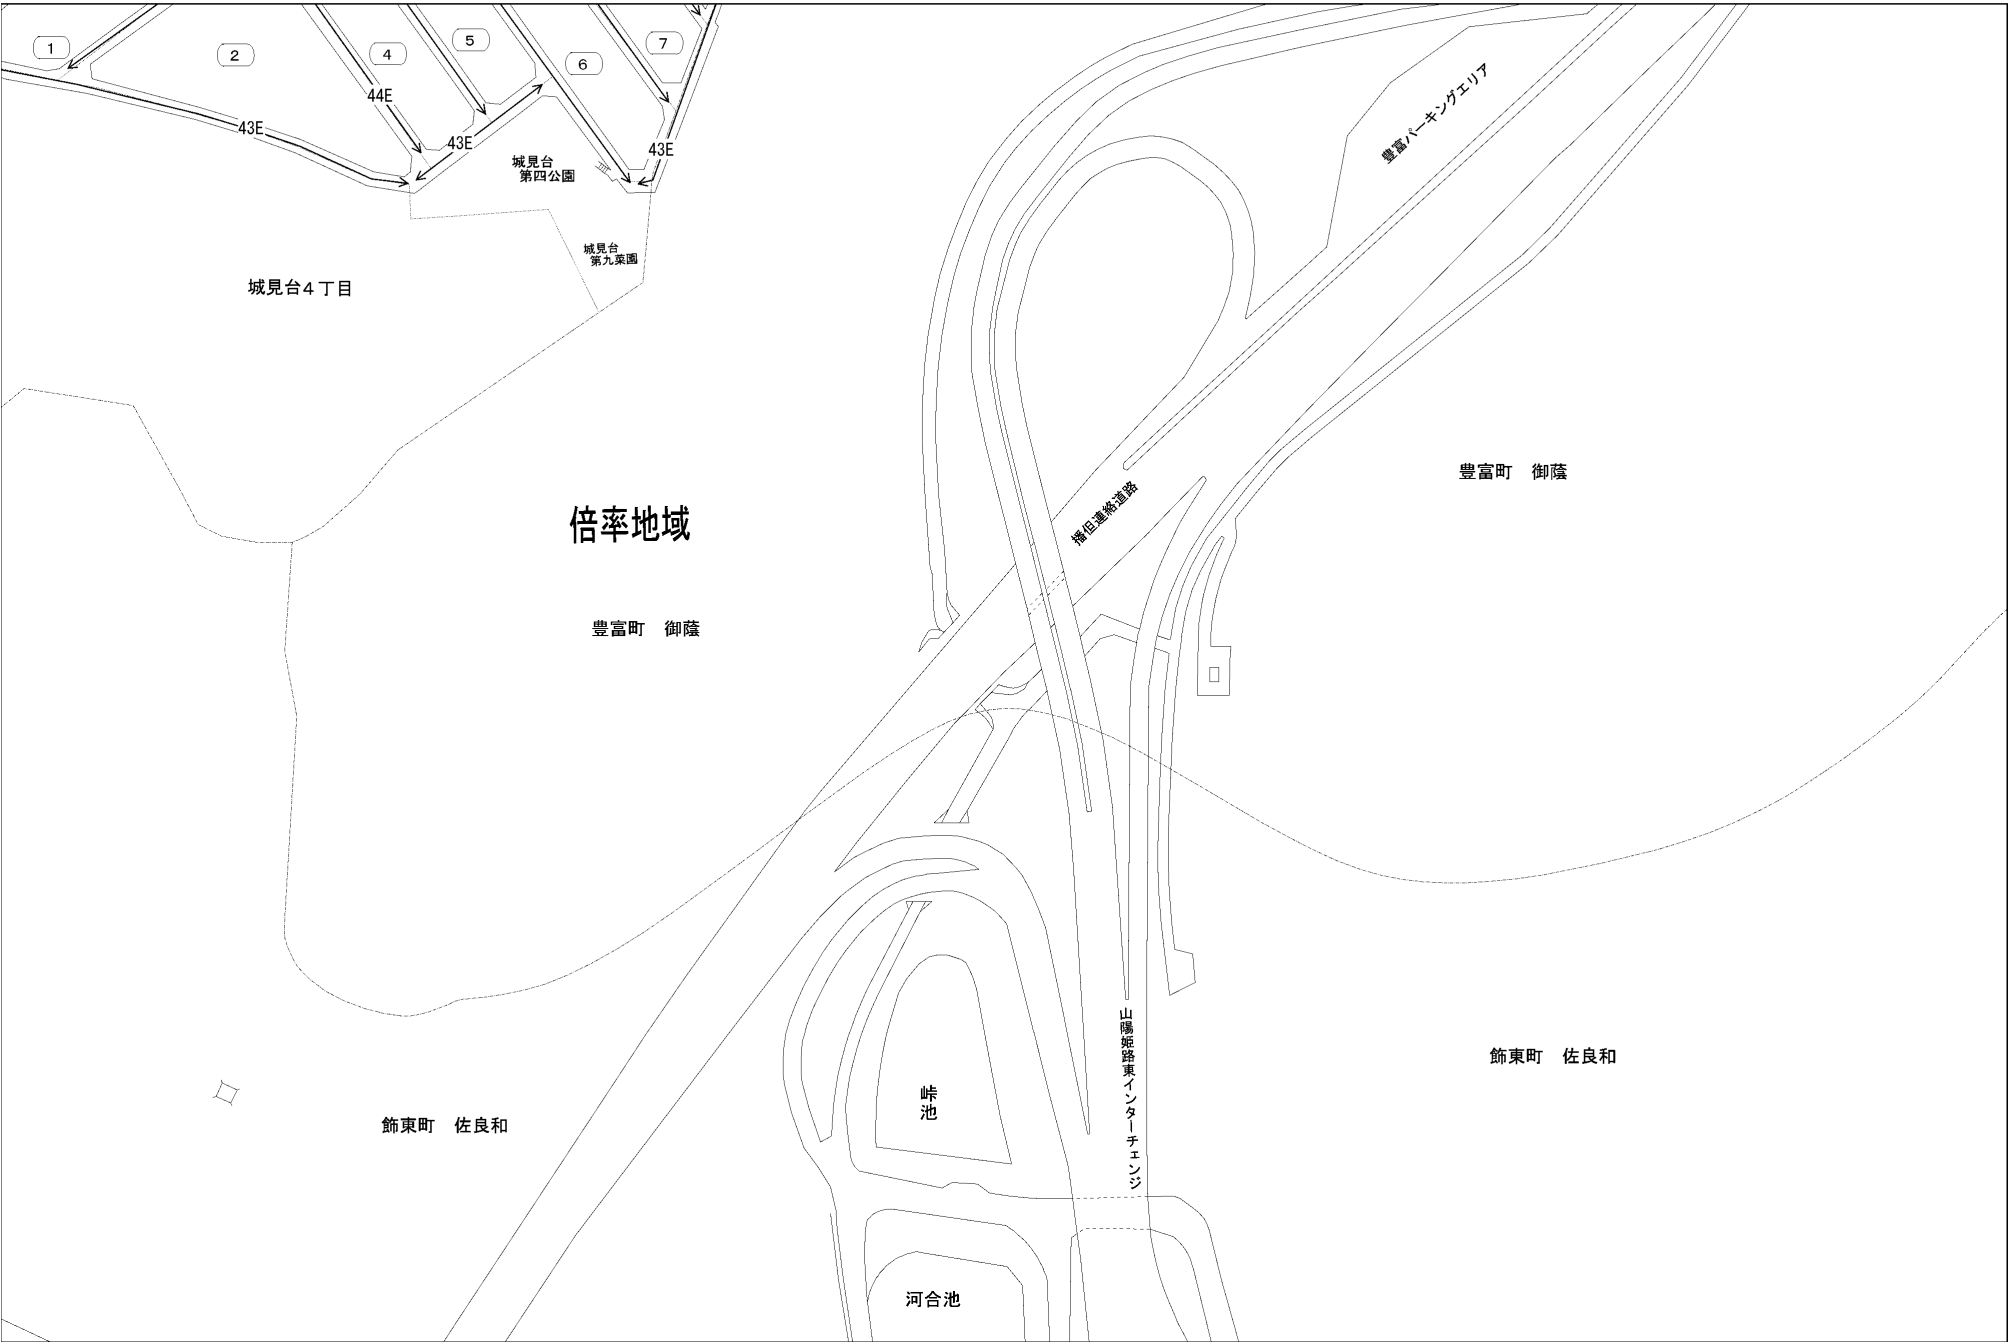 1
2
4
5
6
7
44E
43E
43E
43E
城見台
第四公園
城見台
第九菜園
城見台4丁目
豊富パーキングエリア
倍率地域
播但連絡道路
豊富町　御蔭
豊富町　御蔭
山陽姫路東インターチェンジ
飾東町　佐良和
峠池
飾東町　佐良和
河合池